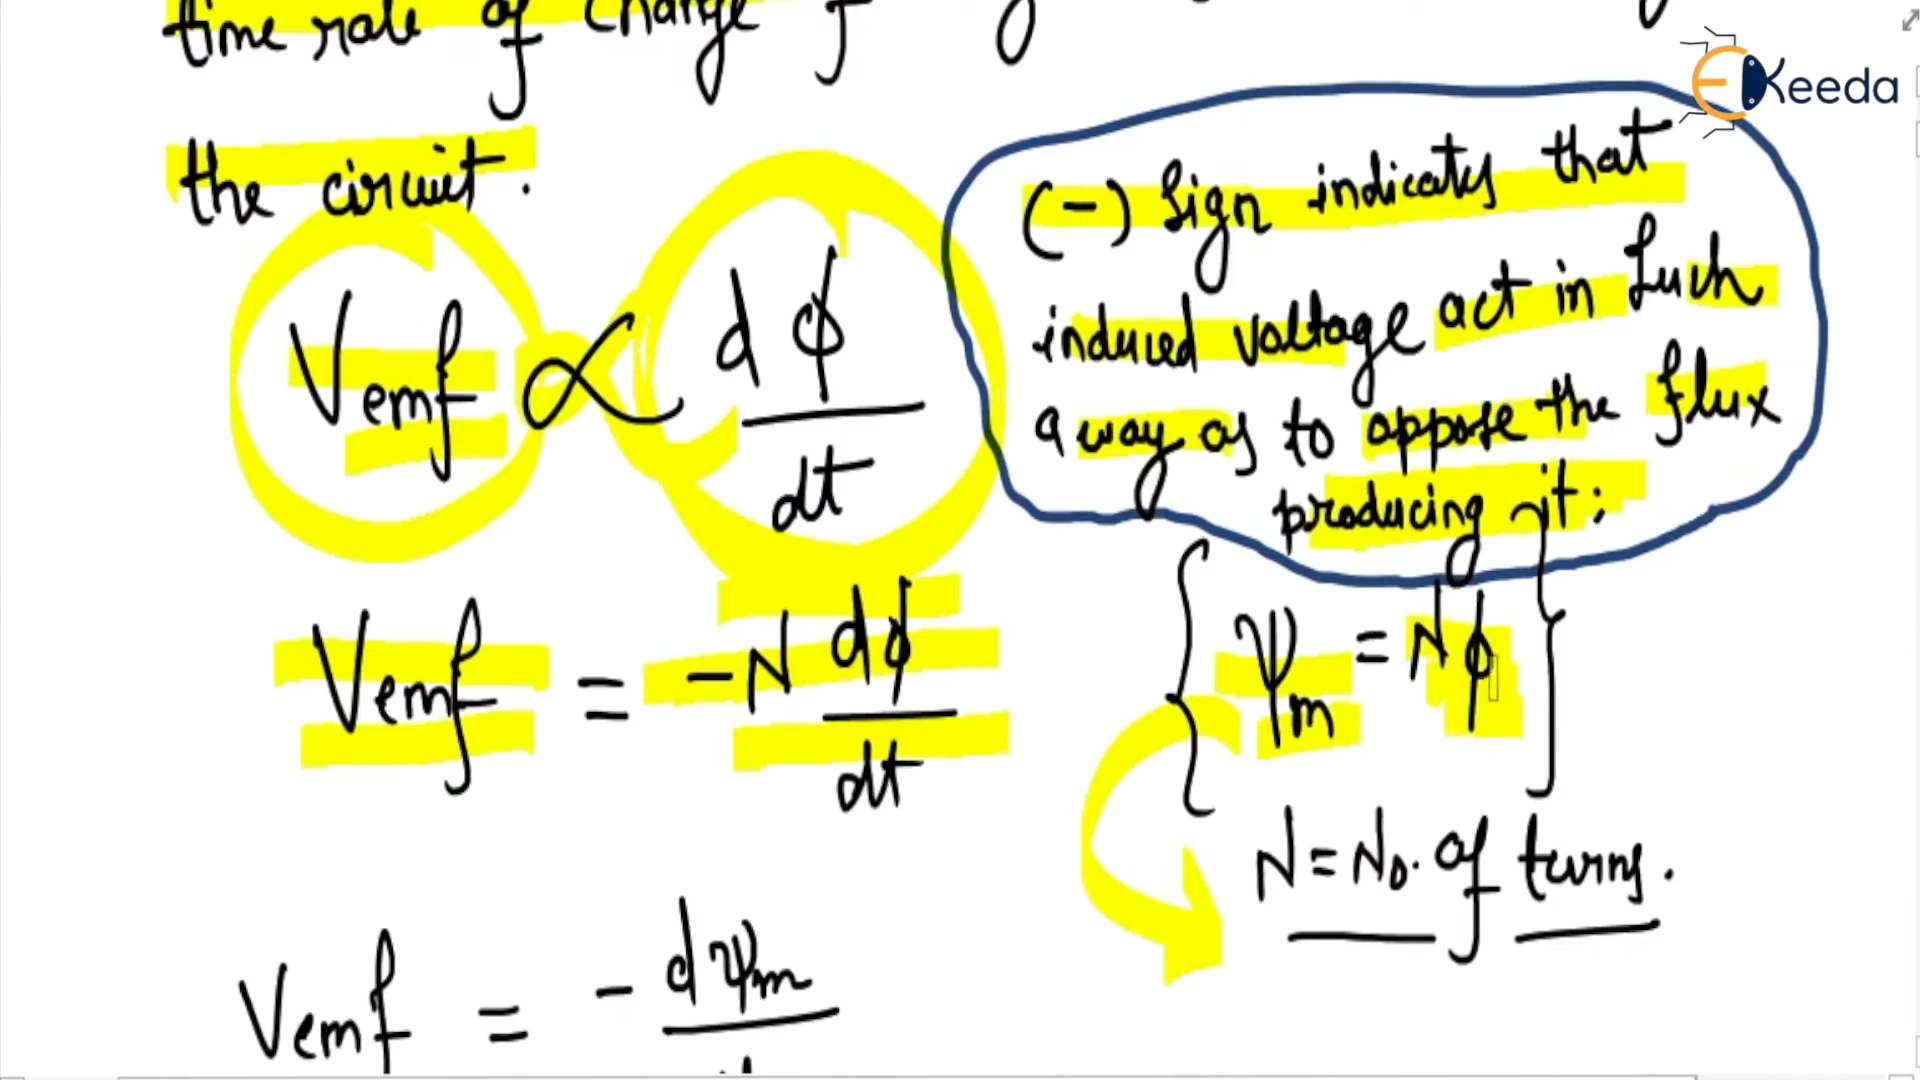 time rate of change
the circuit.
EKeeda
(-) Sign indicates that
induced voltage act in Such
a way as to oppose the flux
producing it:
Vemf ∝ dϕ/dt
Vemf = -N dϕ/dt
{ψm = Nϕ}
N = No. of turns.
Vemf = - dψm